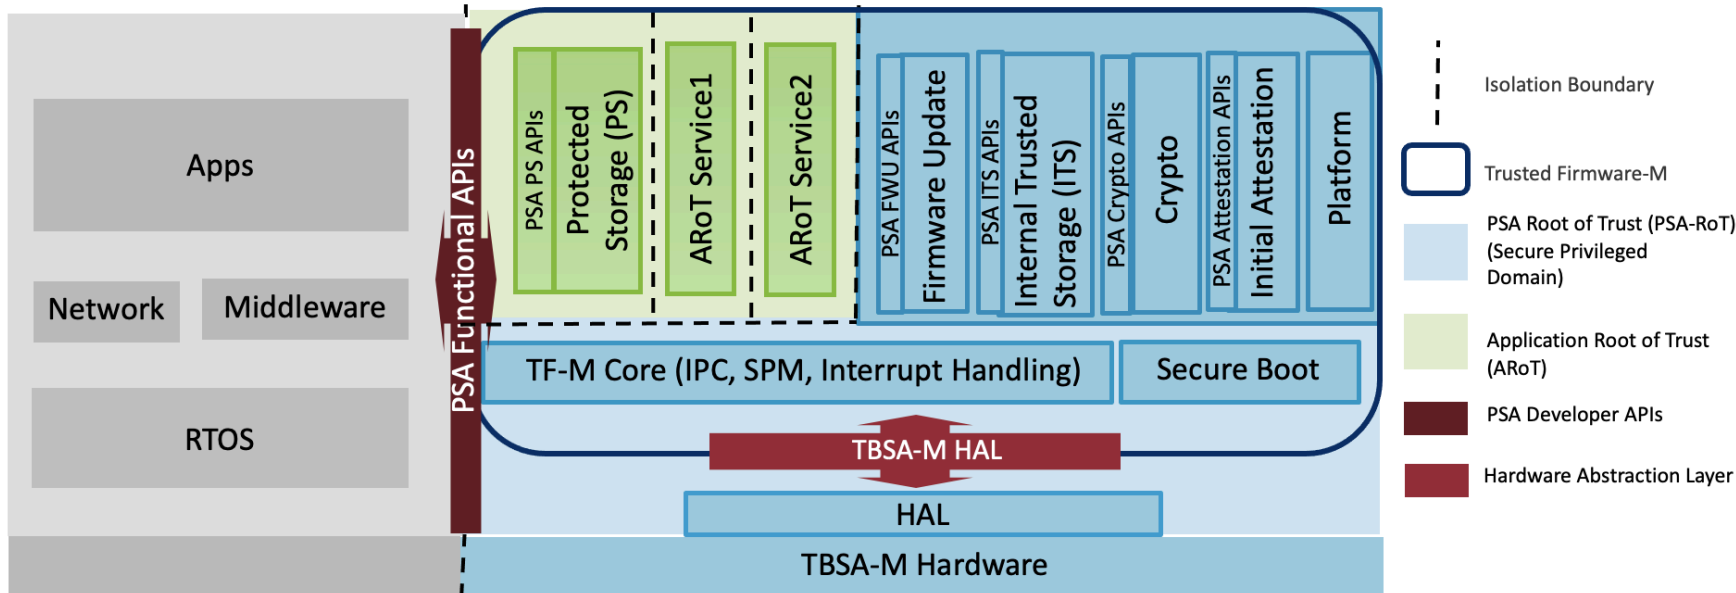 Apps
Network
Middleware
RTOS
PSA Functional APIs
PSA PS APIs
Protected
Storage (PS)
ARoT Service1
ARoT Service2
PSA FWU APIs
Firmware Update
PSA ITS APIs
Internal Trusted
Storage (ITS)
PSA Crypto APIs
Crypto
PSA Attestation APIs
Initial Attestation
Platform
TF-M Core (IPC, SPM, Interrupt Handling)
Secure Boot
TBSA-M HAL
HAL
TBSA-M Hardware
Isolation Boundary
Trusted Firmware-M
PSA Root of Trust (PSA-RoT)
(Secure Privileged
Domain)
Application Root of Trust
(ARoT)
PSA Developer APIs
Hardware Abstraction Layer